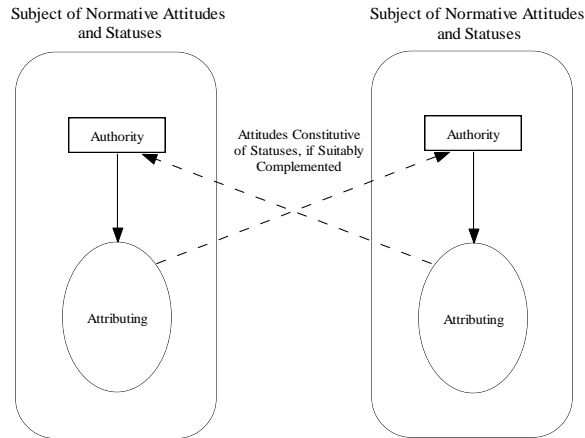 Subject of Normative Attitudes
and Statuses
Subject of Normative Attitudes
and Statuses
Authority
Attitudes Constitutive
of Statuses, if Suitably
Complemented
Authority
Attributing
Attributing